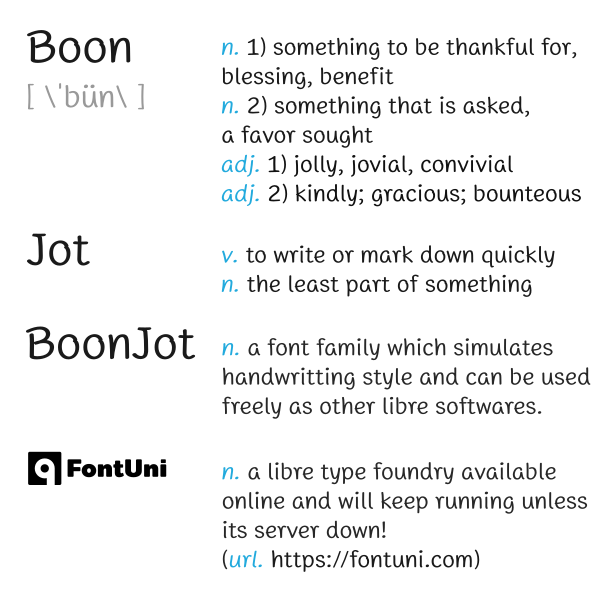 Boon
[ \'bün\ ]
n. 1) something to be thankful for,
blessing, benefit
n. 2) something that is asked,
a favor sought
adj. 1) jolly, jovial, convivial
adj. 2) kindly; gracious; bounteous
Jot
v. to write or mark down quickly
n. the least part of something
BoonJot
n. a font family which simulates
handwritting style and can be used
freely as other libre softwares.
FontUni
n. a libre type foundry available
online and will keep running unless
its server down!
(url. https://fontuni.com)